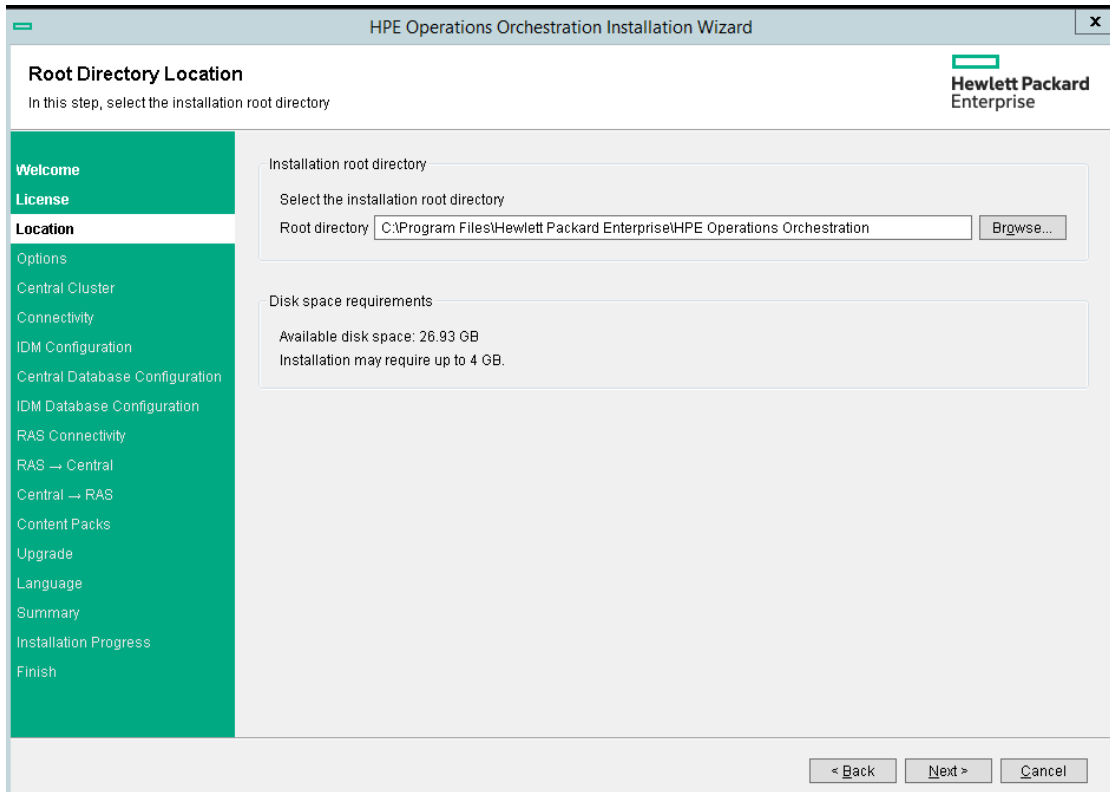 HPE Operations Orchestration Installation Wizard
x
Root Directory Location
In this step, select the installation root directory
Hewlett Packard
Enterprise
Welcome
License
Location
Options
Central Cluster
Connectivity
IDM Configuration
Central Database Configuration
IDM Database Configuration
RAS Connectivity
RAS → Central
Central → RAS
Content Packs
Upgrade
Language
Summary
Installation Progress
Finish
Installation root directory
Select the installation root directory
Root directory C:\Program Files\Hewlett Packard Enterprise\HPE Operations Orchestration Browse...
Disk space requirements
Available disk space: 26.93 GB
Installation may require up to 4 GB.
< Back Next > Cancel